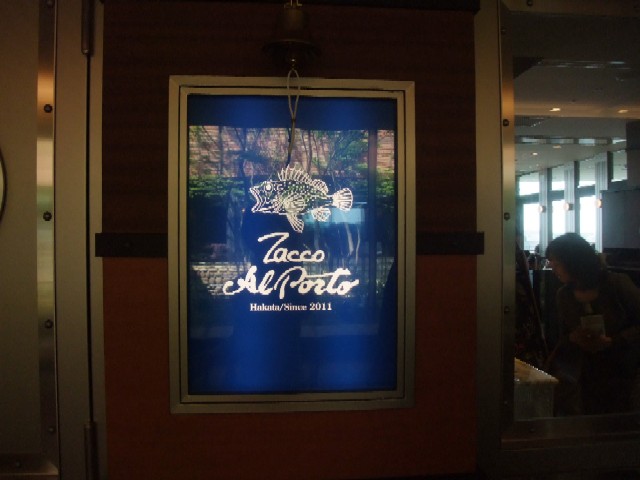 Zacco
Al Porto
Hakata/Since 2011